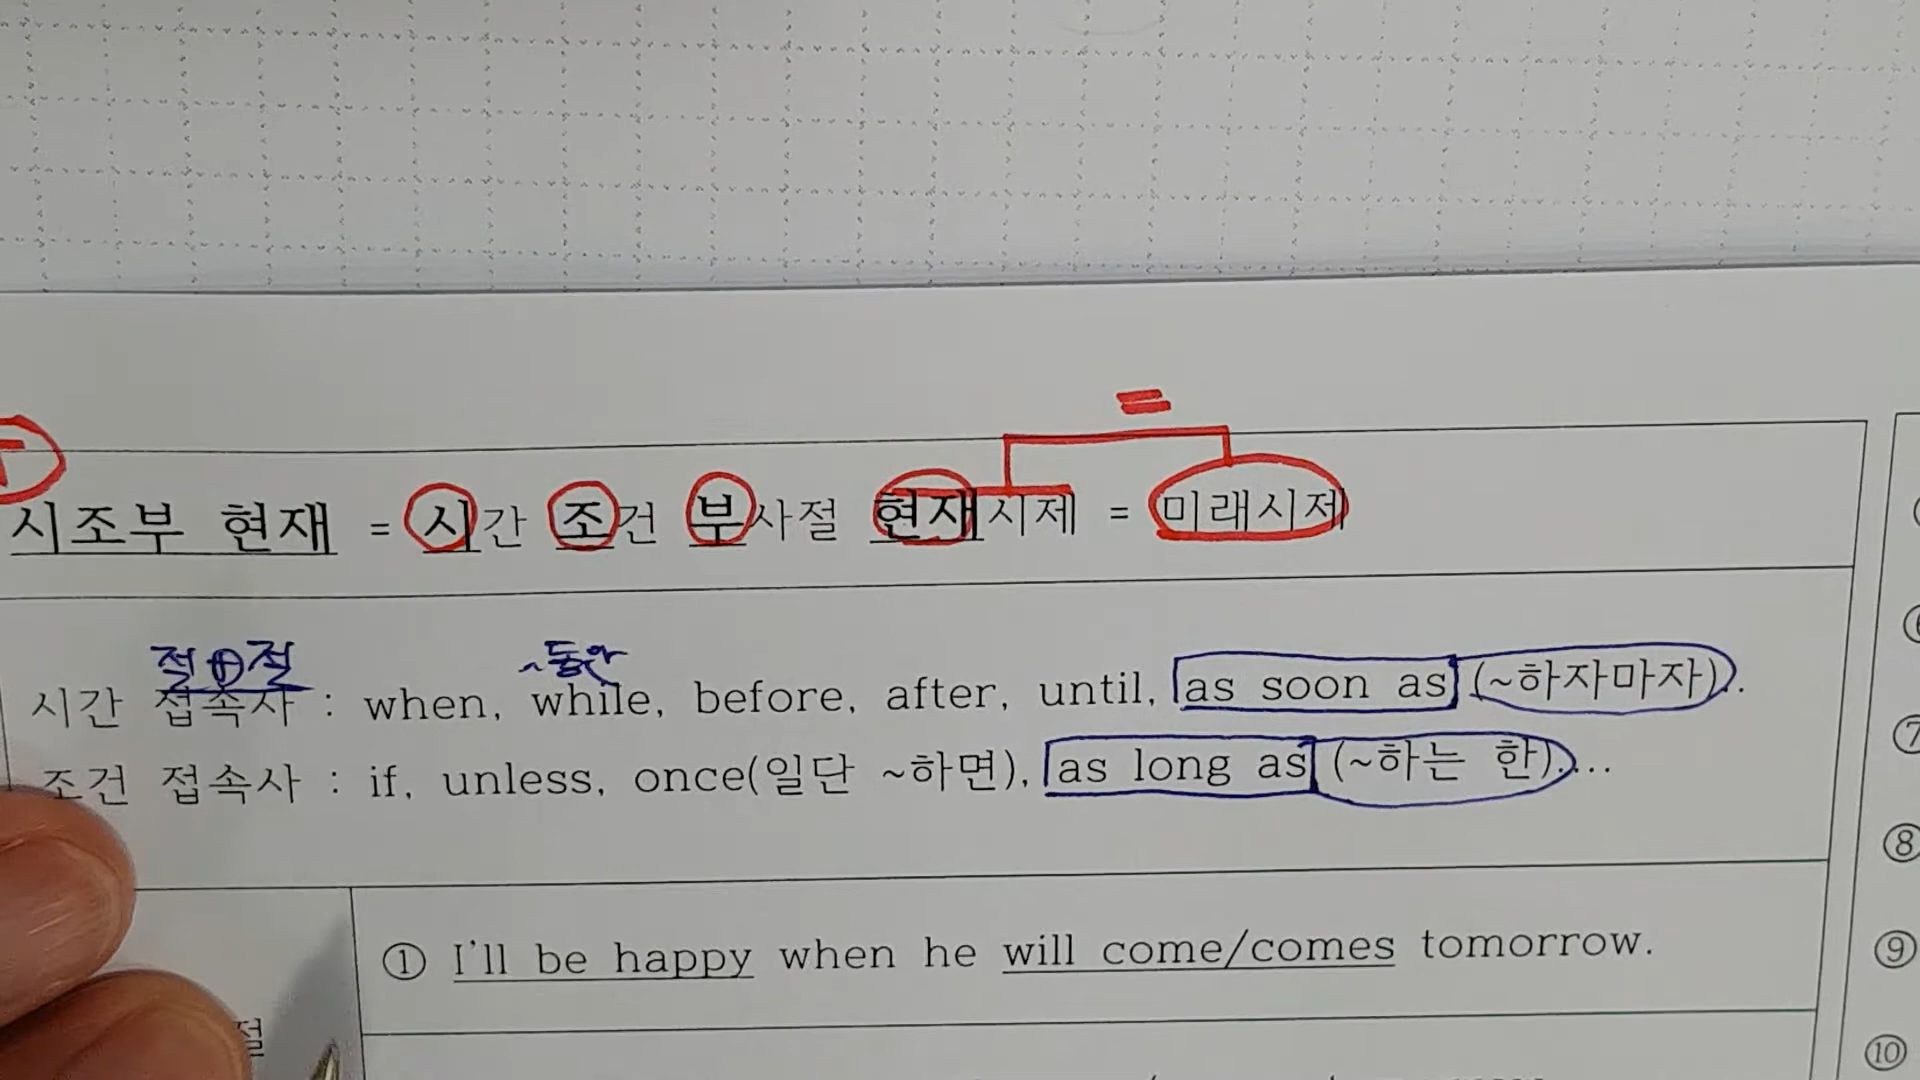 시조부 현재 = 시간 조건 부사절 현재시제 = 미래시제
=
절⊕절
~동안
시간 접속사 : when, while, before, after, until, as soon as (~하자마자)..
조건 접속사 : if, unless, once(일단 ~하면), as long as (~하는 한)....
① I'll be happy when he will come/comes tomorrow.
절
⑧
⑨
⑩